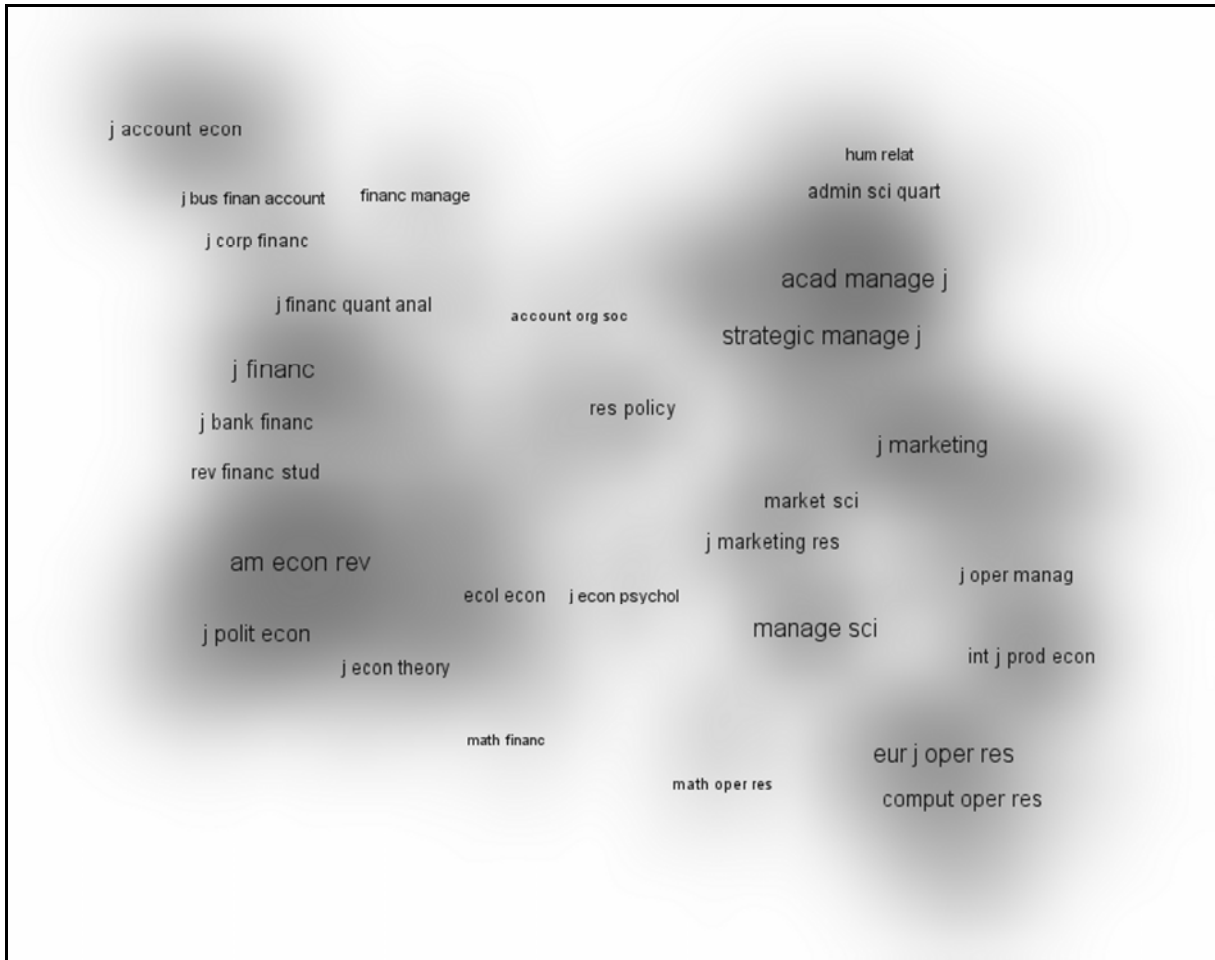 j account econ
hum relat
j bus finan account
financ manage
admin sci quart
j corp financ
acad manage j
j financ quant anal
account org soc
strategic manage j
j financ
res policy
j bank financ
j marketing
rev financ stud
market sci
j marketing res
am econ rev
j oper manag
ecol econ
j econ psychol
manage sci
j polit econ
int j prod econ
j econ theory
math financ
eur j oper res
math oper res
comput oper res